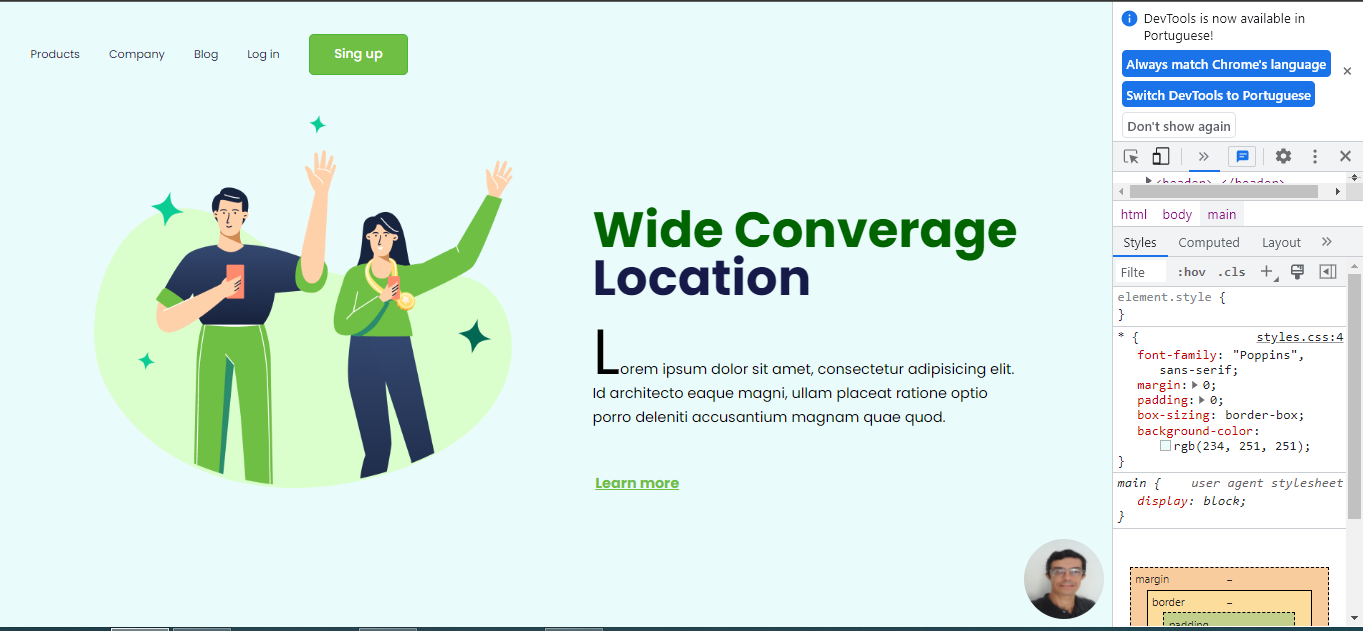 Products Company Blog Log in Sing up
Wide Converage
Location
Lorem ipsum dolor sit amet, consectetur adipisicing elit.
Id architecto eaque magni, ullam placeat ratione optio
porro deleniti accusantium magnam quae quod.
Learn more
DevTools is now available in
Portuguese!
Always match Chrome's language
Switch DevTools to Portuguese
Don't show again
<header> </header>
html body main
Styles Computed Layout
Filte :hov .cls
element.style {
}
* { styles.css:4
font-family: "Poppins",
sans-serif;
margin: 0;
padding: 0;
box-sizing: border-box;
background-color:
rgb(234, 251, 251);
}
main { user agent stylesheet
display: block;
}
margin –
border –
padding